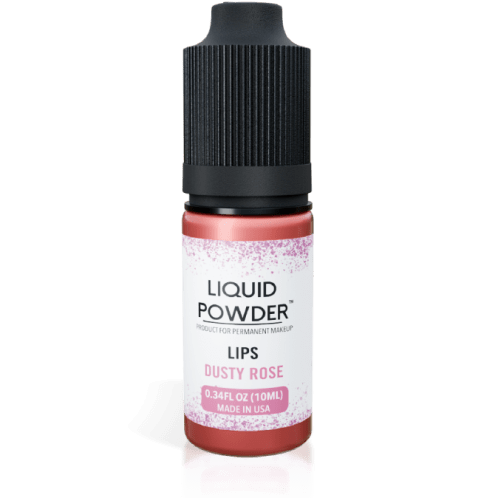 LIQUID
POWDER™
PRODUCT FOR PERMANENT MAKEUP
LIPS
DUSTY ROSE
0.34FL OZ (10ML)
MADE IN USA